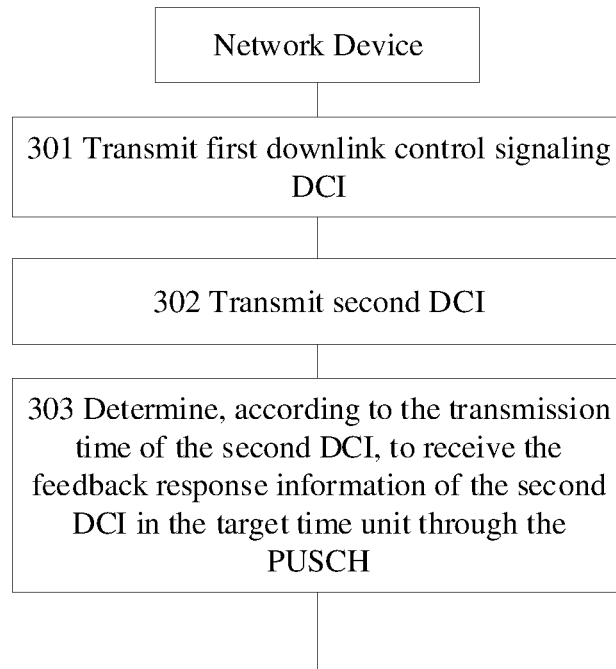 Network Device
301 Transmit first downlink control signaling
DCI
302 Transmit second DCI
303 Determine, according to the transmission
time of the second DCI, to receive the
feedback response information of the second
DCI in the target time unit through the
PUSCH